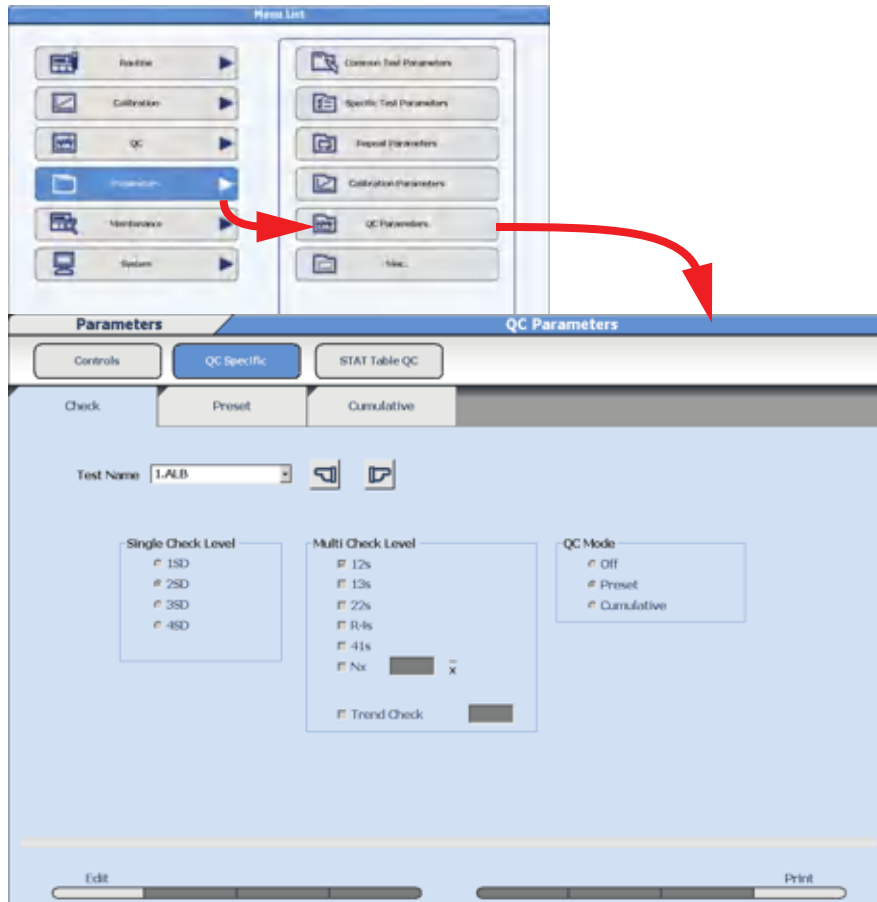 Menu List
Routine
Common Test Parameters
Calibration
Specific Test Parameters
QC
Repeat Parameters
Parameters
Calibration Parameters
Maintenance
QC Parameters
System
Misc.
Parameters
QC Parameters
Controls
QC Specific
STAT Table QC
Check
Preset
Cumulative
Test Name
1.ALB
Single Check Level
1SD
2SD
3SD
4SD
Multi Check Level
12s
13s
22s
R4s
41s
Nx
x̄
Trend Check
QC Mode
Off
Preset
Cumulative
Edit
Print